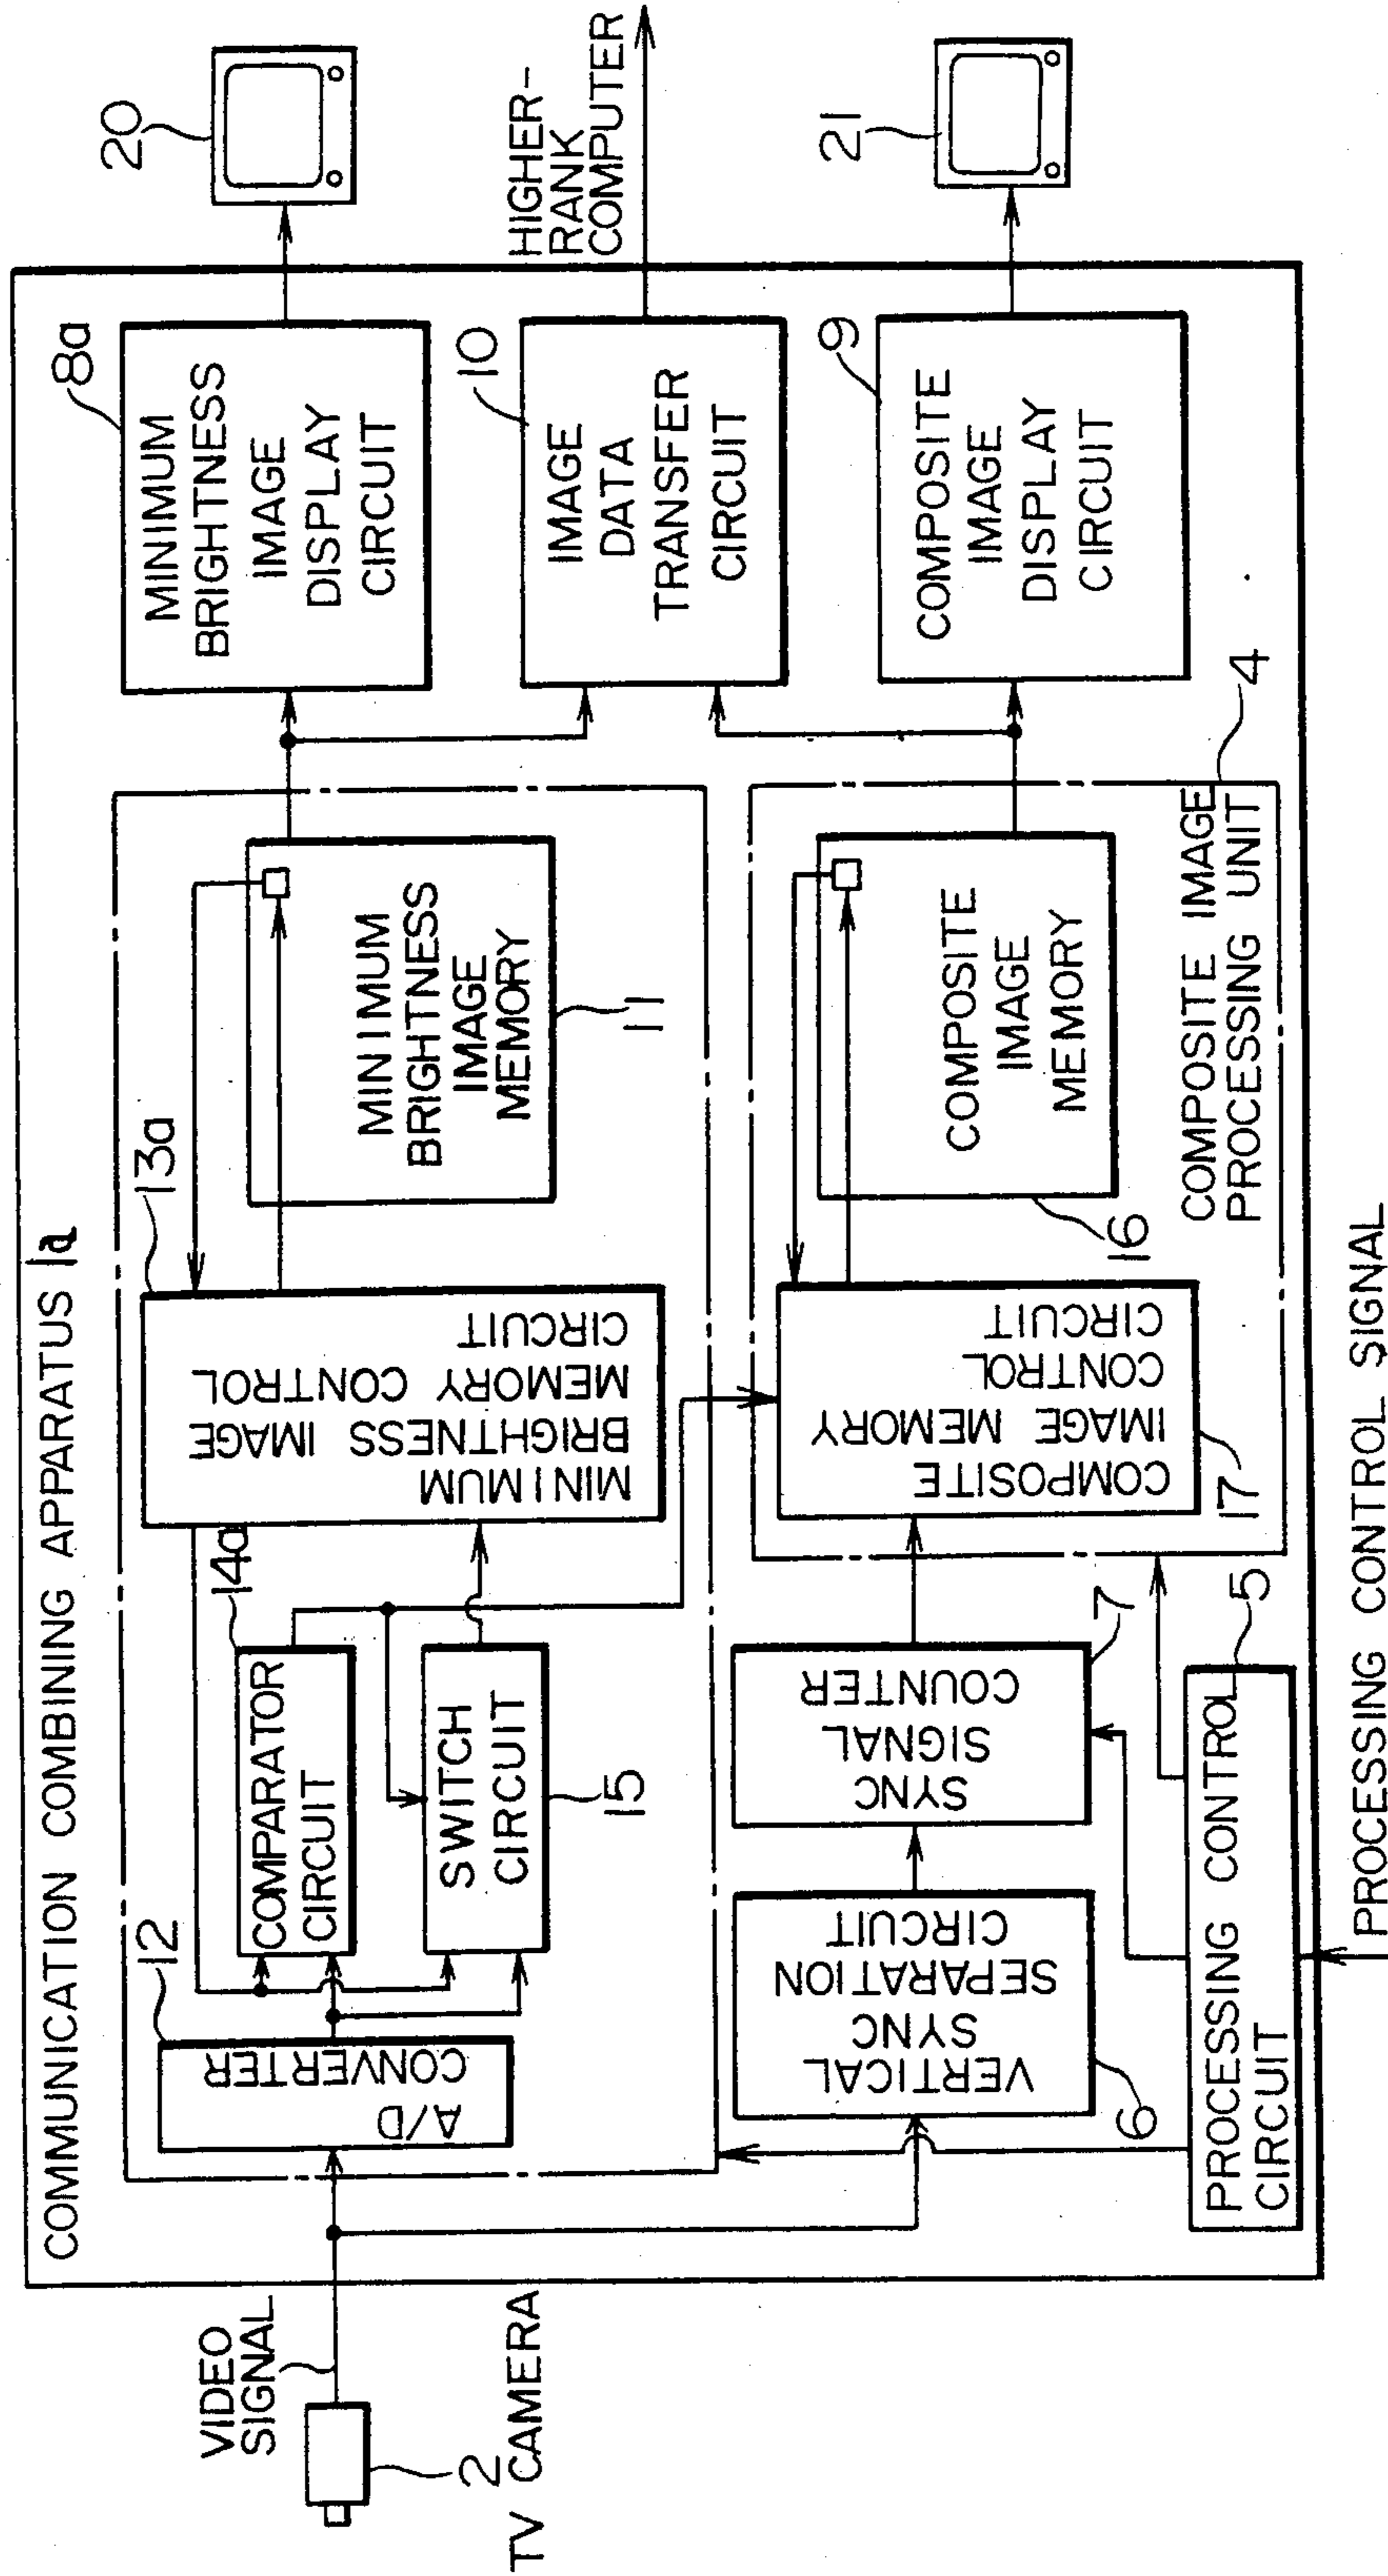 COMMUNICATION COMBINING APPARATUS 1a
VIDEO
SIGNAL
2
TV CAMERA
12
A/D
CONVERTER
14a
COMPARATOR
CIRCUIT
SWITCH
CIRCUIT
15
13a
MINIMUM
BRIGHTNESS IMAGE
MEMORY CONTROL
CIRCUIT
MINIMUM
BRIGHTNESS
IMAGE
MEMORY
11
8a
MINIMUM
BRIGHTNESS
IMAGE
DISPLAY
CIRCUIT
20
10
IMAGE
DATA
TRANSFER
CIRCUIT
HIGHER-
RANK
COMPUTER
VERTICAL
SYNC
SEPARATION
CIRCUIT
6
SYNC
SIGNAL
COUNTER
7
COMPOSITE
IMAGE MEMORY
CONTROL
CIRCUIT
17
COMPOSITE
IMAGE
MEMORY
16
COMPOSITE IMAGE
PROCESSING UNIT
4
9
COMPOSITE
IMAGE
DISPLAY
CIRCUIT
21
PROCESSING CONTROL
CIRCUIT
5
PROCESSING CONTROL SIGNAL